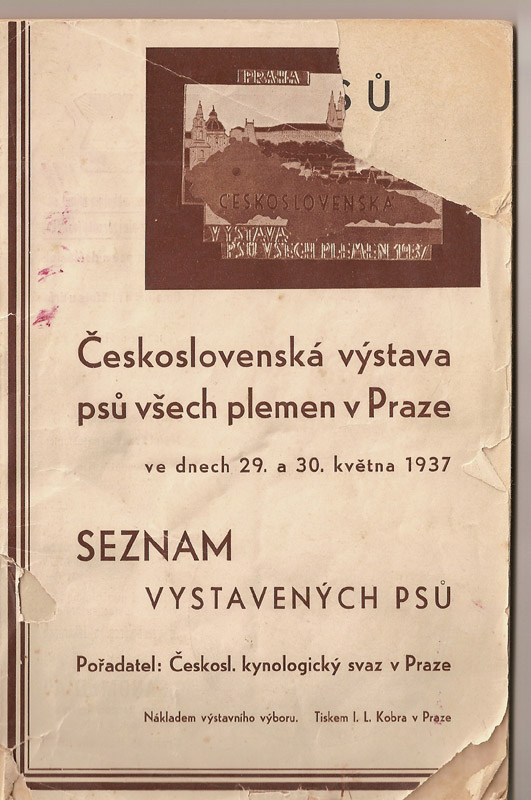 PRAHA
SŮ
ČESKOSLOVENSKÁ
VÝSTAVA
PSŮ VŠECH PLEMEN 1937
Československá výstava
psů všech plemen v Praze
ve dnech 29. a 30. května 1937
SEZNAM
VYSTAVENÝCH PSŮ
Pořadatel: Českosl. kynologický svaz v Praze
Nákladem výstavního výboru. Tiskem I. L. Kobra v Praze